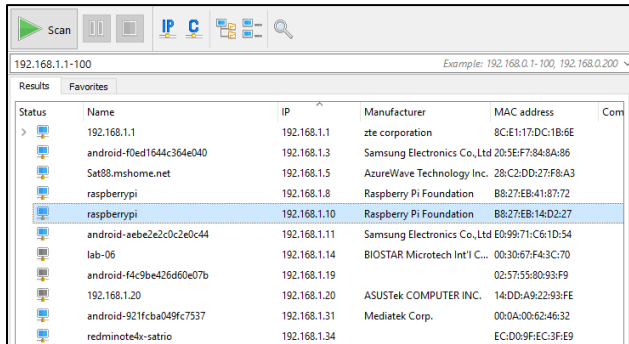 Scan IP C
192.168.1.1-100 Example: 192.168.0.1-100, 192.168.0.200
Results Favorites
Status Name IP Manufacturer MAC address Com
192.168.1.1 192.168.1.1 zte corporation 8C:E1:17:DC:1B:6E
android-f0ed1644c364e040 192.168.1.3 Samsung Electronics Co.,Ltd 20:5E:F7:84:8A:86
Sat88.mshome.net 192.168.1.5 AzureWave Technology Inc. 28:C2:DD:27:F8:A3
raspberrypi 192.168.1.8 Raspberry Pi Foundation B8:27:EB:41:87:72
raspberrypi 192.168.1.10 Raspberry Pi Foundation B8:27:EB:14:D2:27
android-aebe2e2c0c2e0c44 192.168.1.11 Samsung Electronics Co.,Ltd E0:99:71:C6:1D:54
lab-06 192.168.1.14 BIOSTAR Microtech Int'l C... 00:30:67:F4:3C:70
android-f4c9be426d60e07b 192.168.1.19 02:57:55:80:93:F9
192.168.1.20 192.168.1.20 ASUSTek COMPUTER INC. 14:DD:A9:22:93:FE
android-921fcba049fc7537 192.168.1.31 Mediatek Corp. 00:0A:00:62:46:32
redminote4x-satrio 192.168.1.34 EC:D0:9F:EC:3F:E9